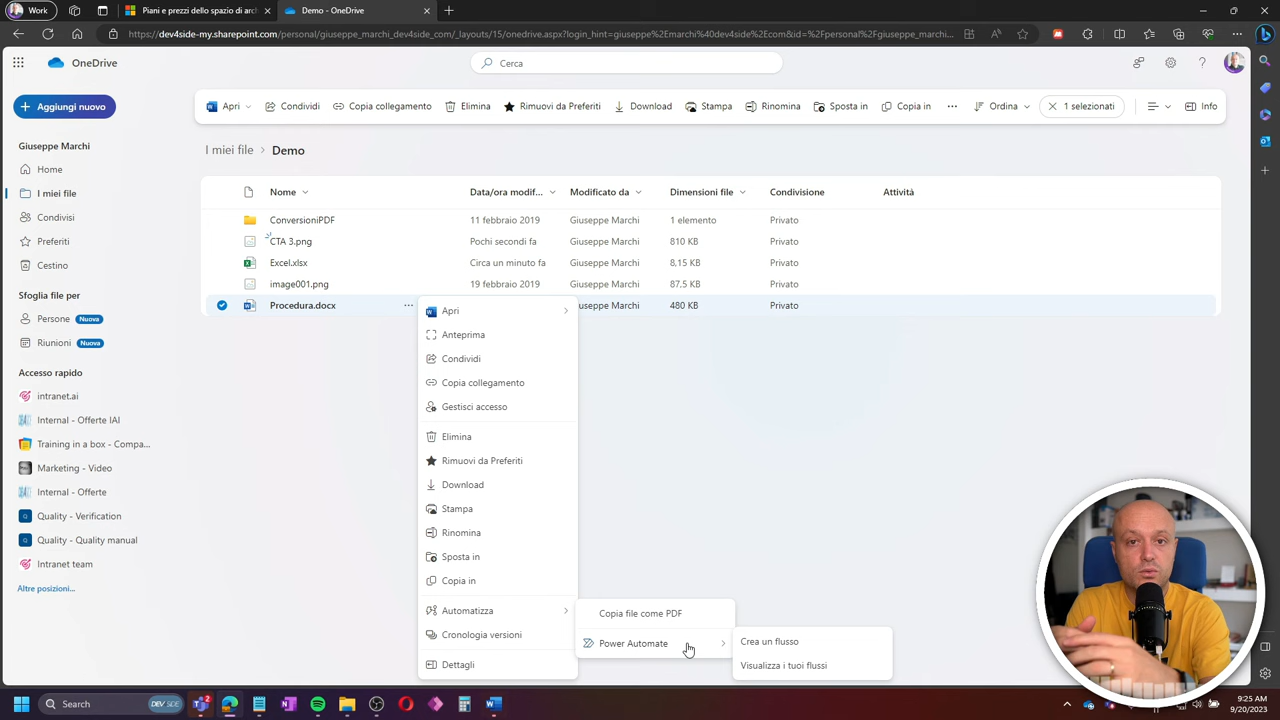 Work
Piani e prezzi dello spazio di arc
Demo - OneDrive
https://dev4side-my.sharepoint.com/personal/giuseppe_marchi_dev4side_com/_layouts/15/onedrive.aspx?login_hint=giuseppe%2Emarchi%40dev4side%2Ecom&id=%2Fpersonal%2Fgiuseppe_marchi_dev4side_com%2F...
OneDrive
Cerca
Aggiungi nuovo
Apri
Condividi
Copia collegamento
Elimina
Rimuovi da Preferiti
Download
Stampa
Rinomina
Sposta in
Copia in
Ordina
1 selezionati
Info
Giuseppe Marchi
Home
I miei file
Condivisi
Preferiti
Cestino
Sfoglia file per
Persone Nuova
Riunioni Nuova
Accesso rapido
intranet.ai
Internal - Offerte IAI
Training in a box - Compa...
Marketing - Video
Internal - Offerte
Quality - Verification
Quality - Quality manual
Intranet team
Altre posizioni...
I miei file > Demo
Nome Data/ora modif... Modificato da Dimensioni file Condivisione Attività
ConversioniPDF 11 febbraio 2019 Giuseppe Marchi 1 elemento Privato
CTA 3.png Pochi secondi fa Giuseppe Marchi 810 KB Privato
Excel.xlsx Circa un minuto fa Giuseppe Marchi 8,15 KB Privato
image001.png 19 febbraio 2019 Giuseppe Marchi 87.5 KB Privato
Procedura.docx iuseppe Marchi 480 KB Privato
Apri
Anteprima
Condividi
Copia collegamento
Gestisci accesso
Elimina
Rimuovi da Preferiti
Download
Stampa
Rinomina
Sposta in
Copia in
Automatizza
Cronologia versioni
Dettagli
Copia file come PDF
Power Automate
Crea un flusso
Visualizza i tuoi flussi
Search
DEV SIDE
2
9:25 AM
9/20/2023